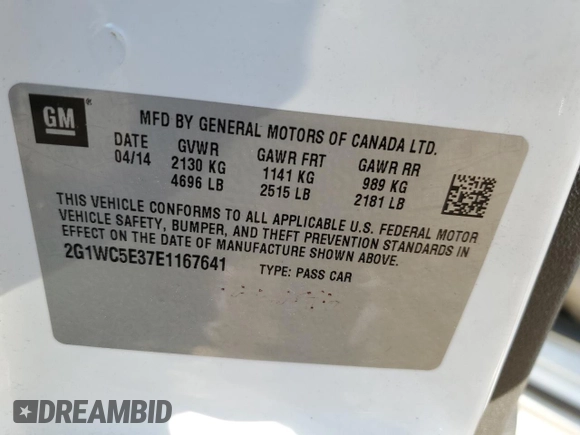 GM ®
MFD BY GENERAL MOTORS OF CANADA LTD.
DATE GVWR GAWR FRT GAWR RR
04/14 2130 KG 1141 KG 989 KG
4696 LB 2515 LB 2181 LB
THIS VEHICLE CONFORMS TO ALL APPLICABLE U.S. FEDERAL MOTOR
VEHICLE SAFETY, BUMPER, AND THEFT PREVENTION STANDARDS IN
EFFECT ON THE DATE OF MANUFACTURE SHOWN ABOVE.
2G1WC5E37E1167641 TYPE: PASS CAR
DREAMBID